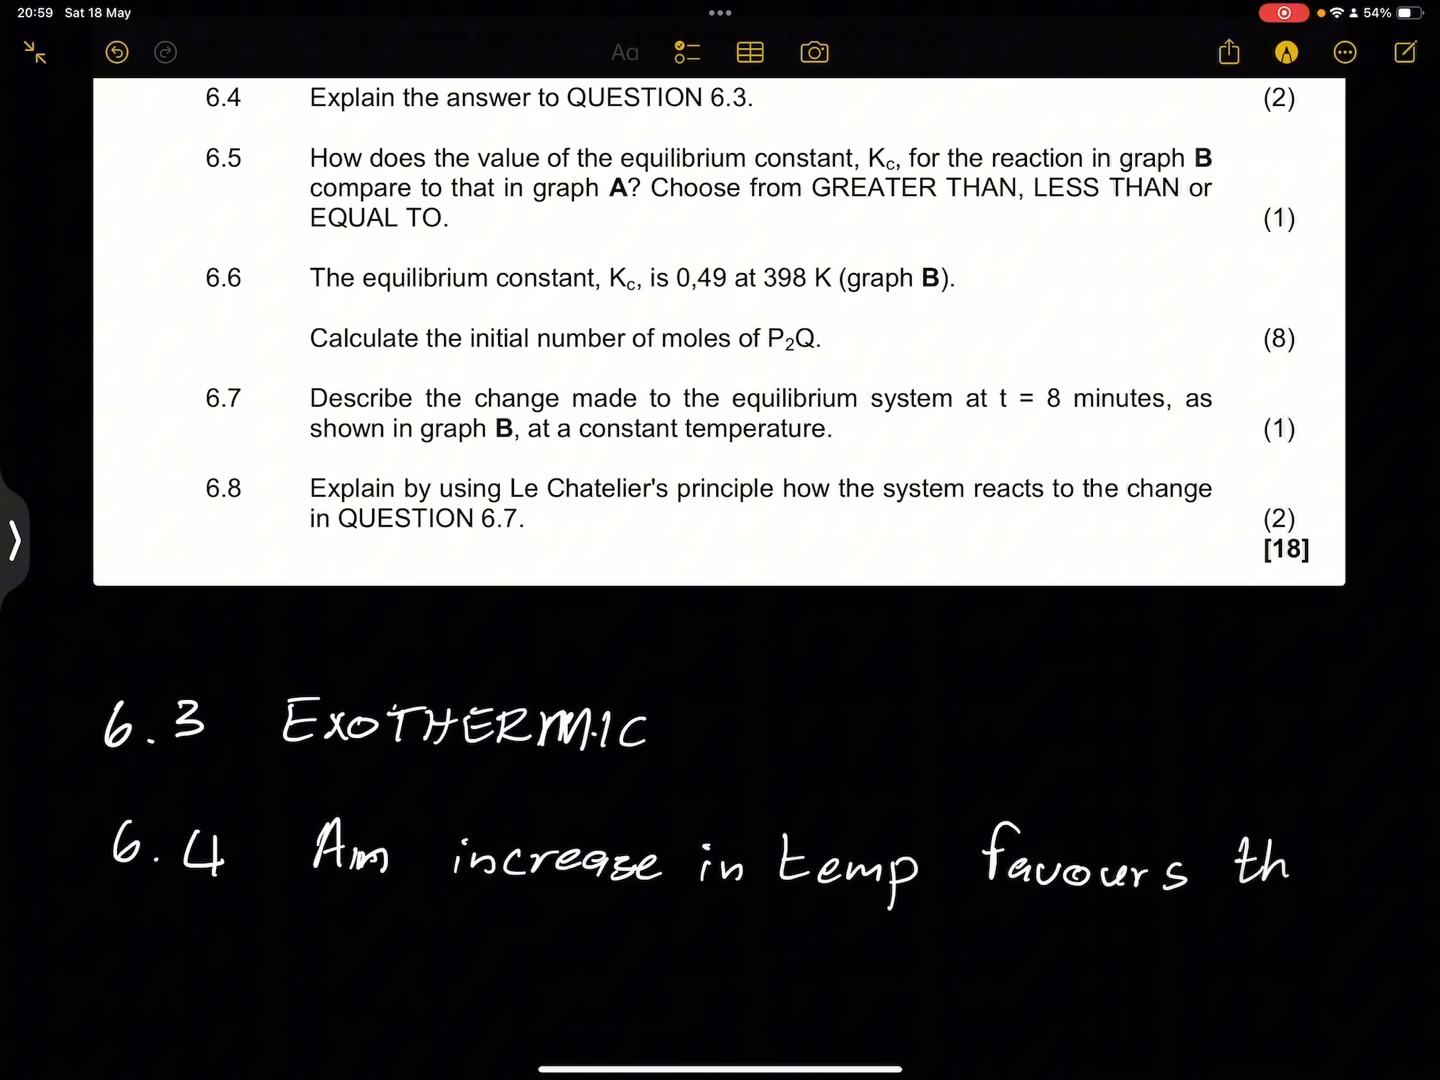 20:59 Sat 18 May
54%
Aa
6.4 Explain the answer to QUESTION 6.3. (2)
6.5 How does the value of the equilibrium constant, Kc, for the reaction in graph B
compare to that in graph A? Choose from GREATER THAN, LESS THAN or
EQUAL TO. (1)
6.6 The equilibrium constant, Kc, is 0,49 at 398 K (graph B).
Calculate the initial number of moles of P₂Q. (8)
6.7 Describe the change made to the equilibrium system at t = 8 minutes, as
shown in graph B, at a constant temperature. (1)
6.8 Explain by using Le Chatelier's principle how the system reacts to the change
in QUESTION 6.7. (2)
[18]
6.3 EXOTHERMIC
6.4 An increase in temp favours th